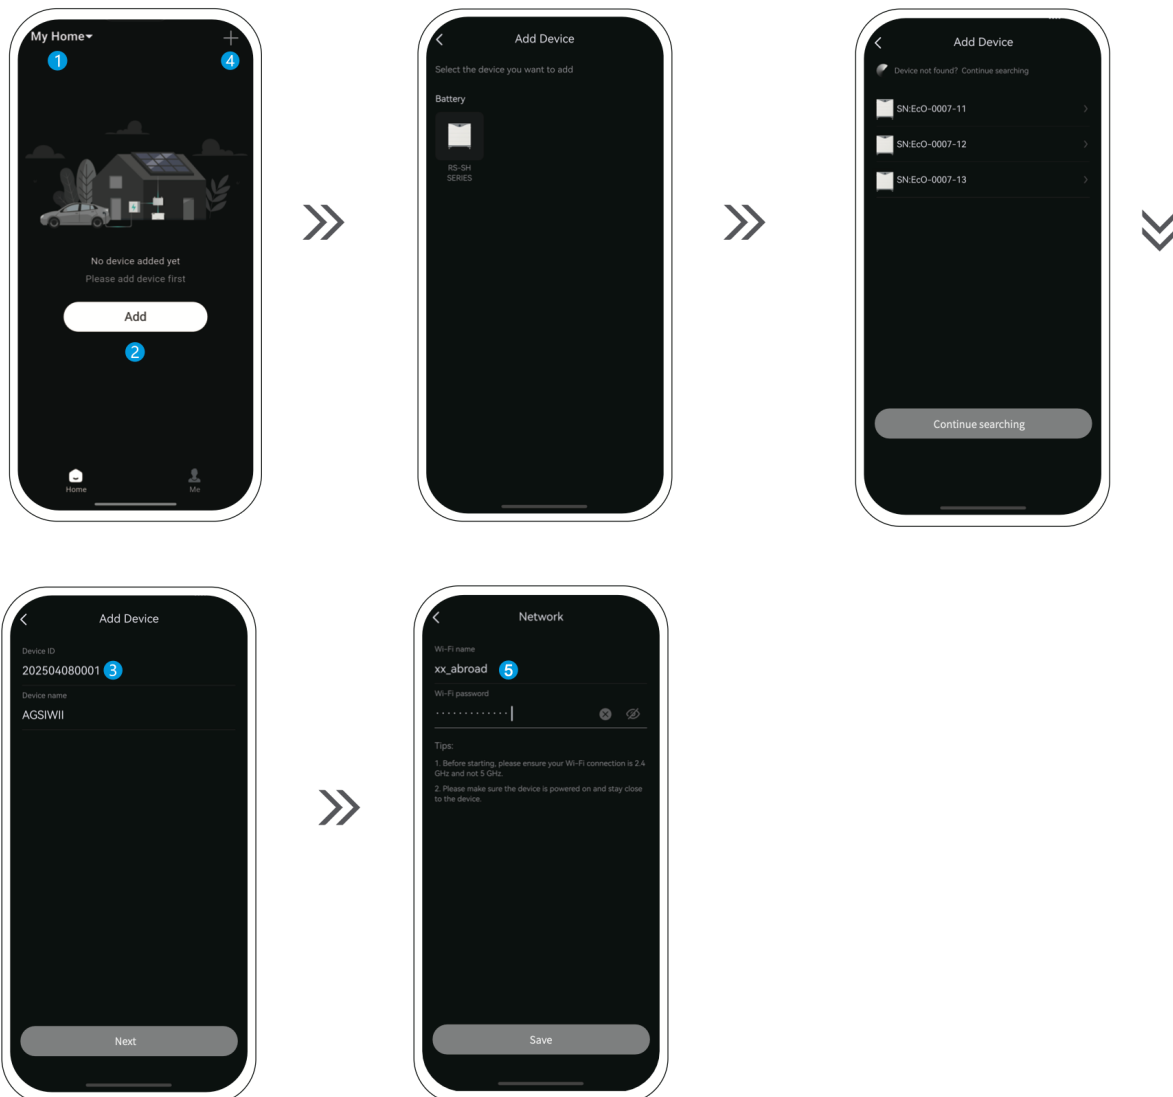 My Home
1
4
No device added yet
Please add device first
Add
2
Home
Me
Add Device
Select the device you want to add
Battery
RS-SH
SERIES
Add Device
Device not found? Continue searching
SN:EcO-0007-11
SN:EcO-0007-12
SN:EcO-0007-13
Continue searching
Add Device
Device ID
202504080001 3
Device name
AGSIWII
Next
Network
Wi-Fi name
xx_abroad 5
Wi-Fi password
Tips:
1. Before starting, please ensure your Wi-Fi connection is 2.4
GHz and not 5 GHz.
2. Please make sure the device is powered on and stay close
to the device.
Save